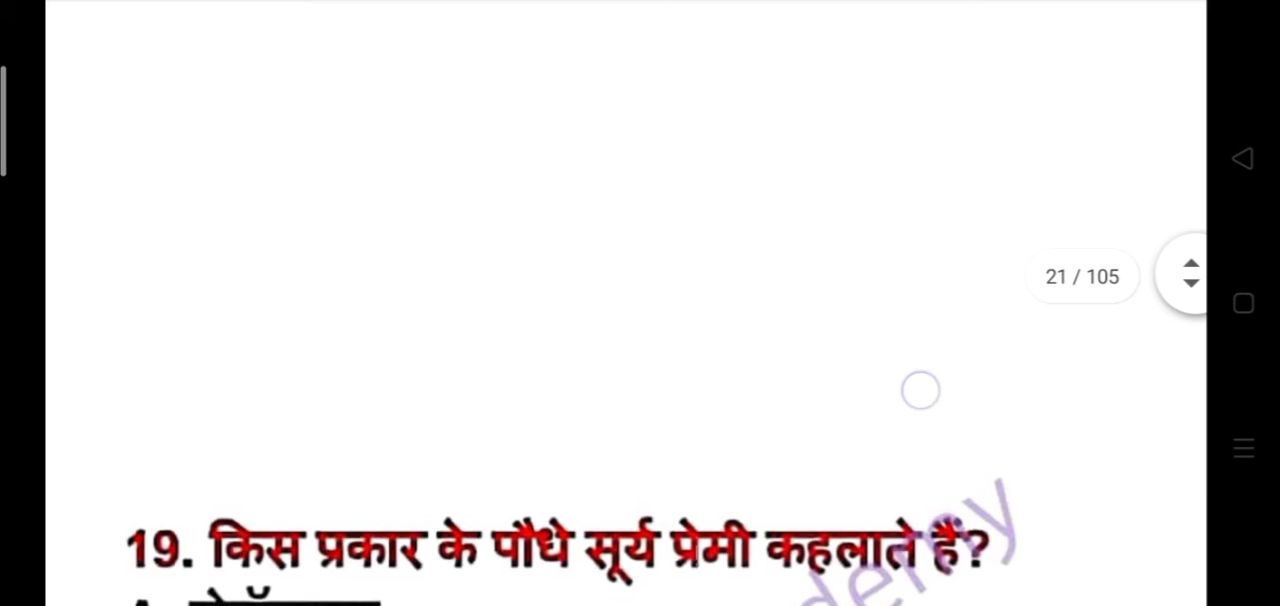 21 / 105
19. किस प्रकार के पौधे सूर्य प्रेमी कहलाते हैं?